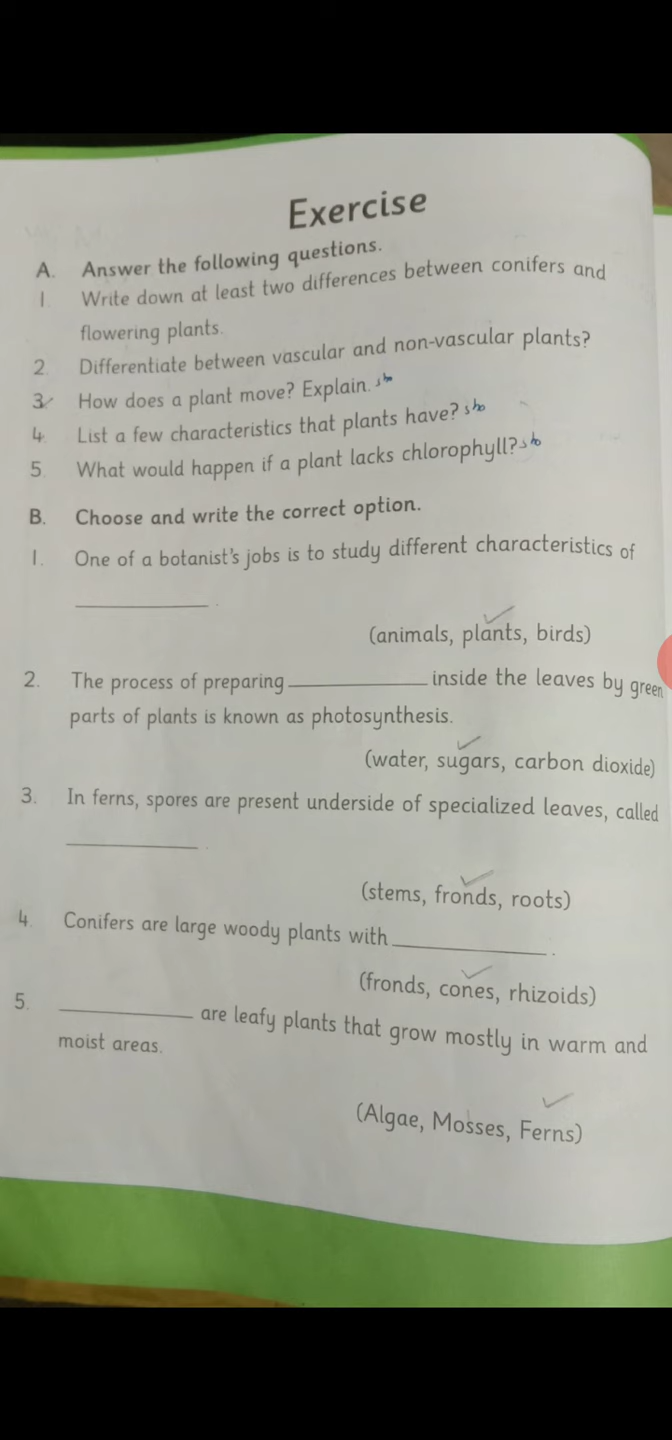 Exercise
A. Answer the following questions.
1 Write down at least two differences between conifers and
flowering plants.
2 Differentiate between vascular and non-vascular plants?
3 How does a plant move? Explain.
4. List a few characteristics that plants have?
5. What would happen if a plant lacks chlorophyll?
B. Choose and write the correct option.
1. One of a botanist's jobs is to study different characteristics of
____________ .
(animals, plants, birds)
2. The process of preparing ____________ inside the leaves by green
parts of plants is known as photosynthesis.
(water, sugars, carbon dioxide)
3. In ferns, spores are present underside of specialized leaves, called
____________ .
(stems, fronds, roots)
4. Conifers are large woody plants with ____________ .
(fronds, cones, rhizoids)
5. ____________ are leafy plants that grow mostly in warm and
moist areas.
(Algae, Mosses, Ferns)